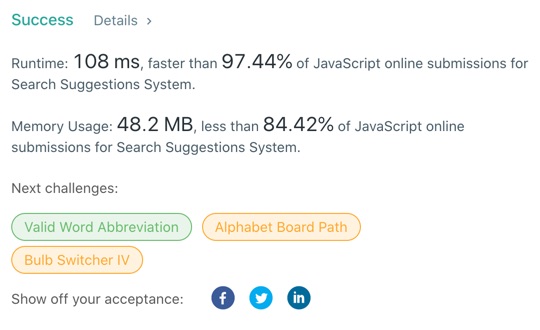 Success Details >
Runtime: 108 ms, faster than 97.44% of JavaScript online submissions for
Search Suggestions System.
Memory Usage: 48.2 MB, less than 84.42% of JavaScript online
submissions for Search Suggestions System.
Next challenges:
Valid Word Abbreviation Alphabet Board Path
Bulb Switcher IV
Show off your acceptance: f in